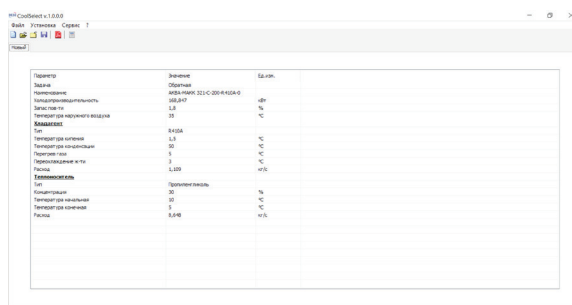 CoolSelect v.1.0.0.0
Файл Установка Сервис ?
Новый
Параметр Значение Ед.изм.
Задача Обратная
Наименование АКВА-МАКК 321-С-200-R410A-0
Холодопроизводительность 168,847 кВт
Запас пов-ти 1,8 %
Температура наружного воздуха 35 °C
Хладагент
Тип R410A
Температура кипения 1,5 °C
Температура конденсации 50 °C
Перегрев газа 5 °C
Переохлаждение ж-ти 3 °C
Расход 1,109 кг/с
Теплоноситель
Тип Пропиленгликоль
Концентрация 30 %
Температура начальная 10 °C
Температура конечная 5 °C
Расход 8,648 кг/с